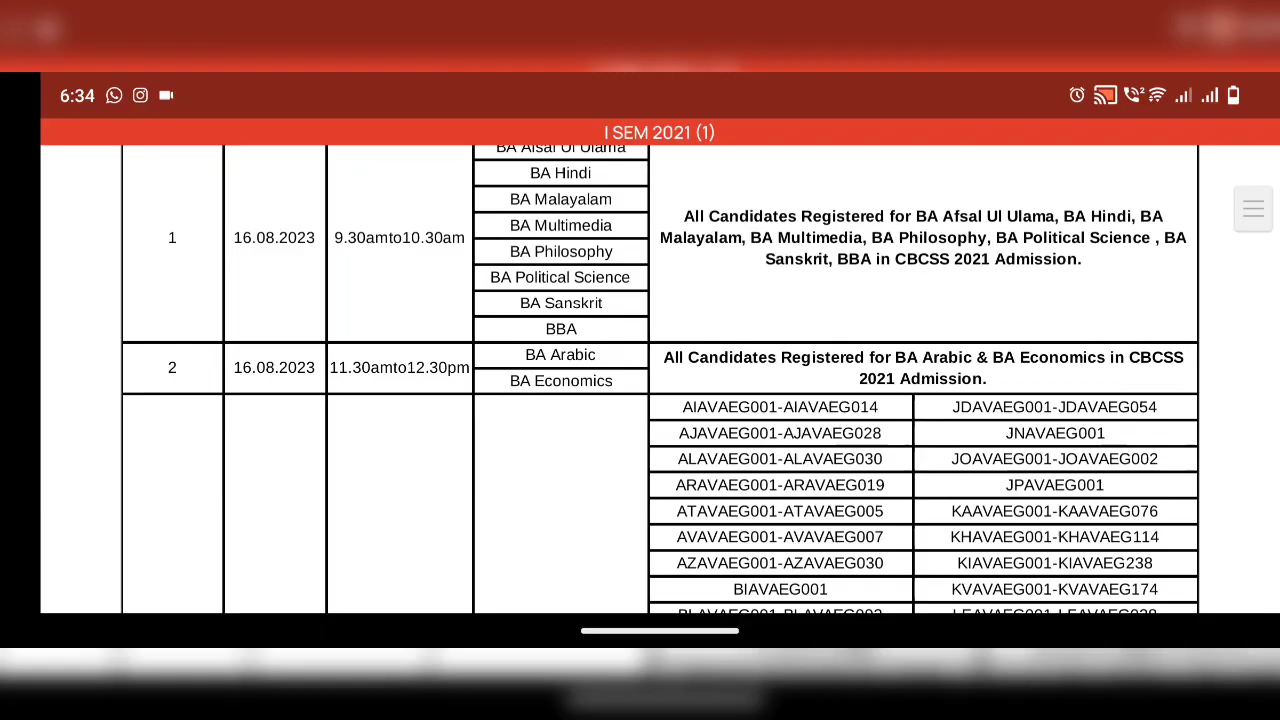 6:34
I SEM 2021 (1)
BA Afsal Ul Ulama
BA Hindi
BA Malayalam
BA Multimedia
BA Philosophy
BA Political Science
BA Sanskrit
BBA
1
16.08.2023
9.30amto10.30am
All Candidates Registered for BA Afsal Ul Ulama, BA Hindi, BA
Malayalam, BA Multimedia, BA Philosophy, BA Political Science , BA
Sanskrit, BBA in CBCSS 2021 Admission.
2
16.08.2023
11.30amto12.30pm
BA Arabic
BA Economics
All Candidates Registered for BA Arabic & BA Economics in CBCSS
2021 Admission.
AIAVAEG001-AIAVAEG014 JDAVAEG001-JDAVAEG054
AJAVAEG001-AJAVAEG028 JNAVAEG001
ALAVAEG001-ALAVAEG030 JOAVAEG001-JOAVAEG002
ARAVAEG001-ARAVAEG019 JPAVAEG001
ATAVAEG001-ATAVAEG005 KAAVAEG001-KAAVAEG076
AVAVAEG001-AVAVAEG007 KHAVAEG001-KHAVAEG114
AZAVAEG001-AZAVAEG030 KIAVAEG001-KIAVAEG238
BIAVAEG001 KVAVAEG001-KVAVAEG174